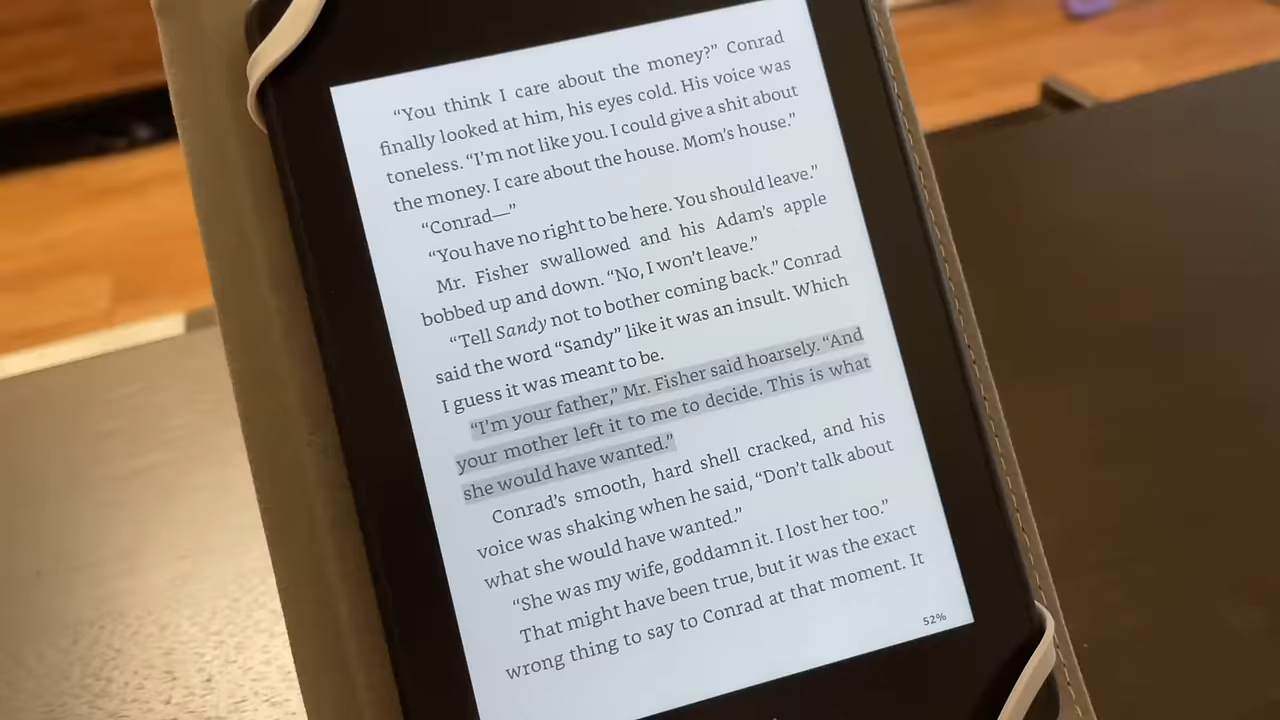 “You think I care about the money?” Conrad
finally looked at him, his eyes cold. His voice was
toneless. “I’m not like you. I could give a shit about
the money. I care about the house. Mom’s house.”
“Conrad—”
“You have no right to be here. You should leave.”
Mr. Fisher swallowed and his Adam’s apple
bobbed up and down. “No, I won’t leave.”
“Tell Sandy not to bother coming back.” Conrad
said the word “Sandy” like it was an insult. Which
I guess it was meant to be.
“I’m your father,” Mr. Fisher said hoarsely. “And
your mother left it to me to decide. This is what
she would have wanted.”
Conrad’s smooth, hard shell cracked, and his
voice was shaking when he said, “Don’t talk about
what she would have wanted.”
“She was my wife, goddamn it. I lost her too.”
That might have been true, but it was the exact
wrong thing to say to Conrad at that moment. It
52%